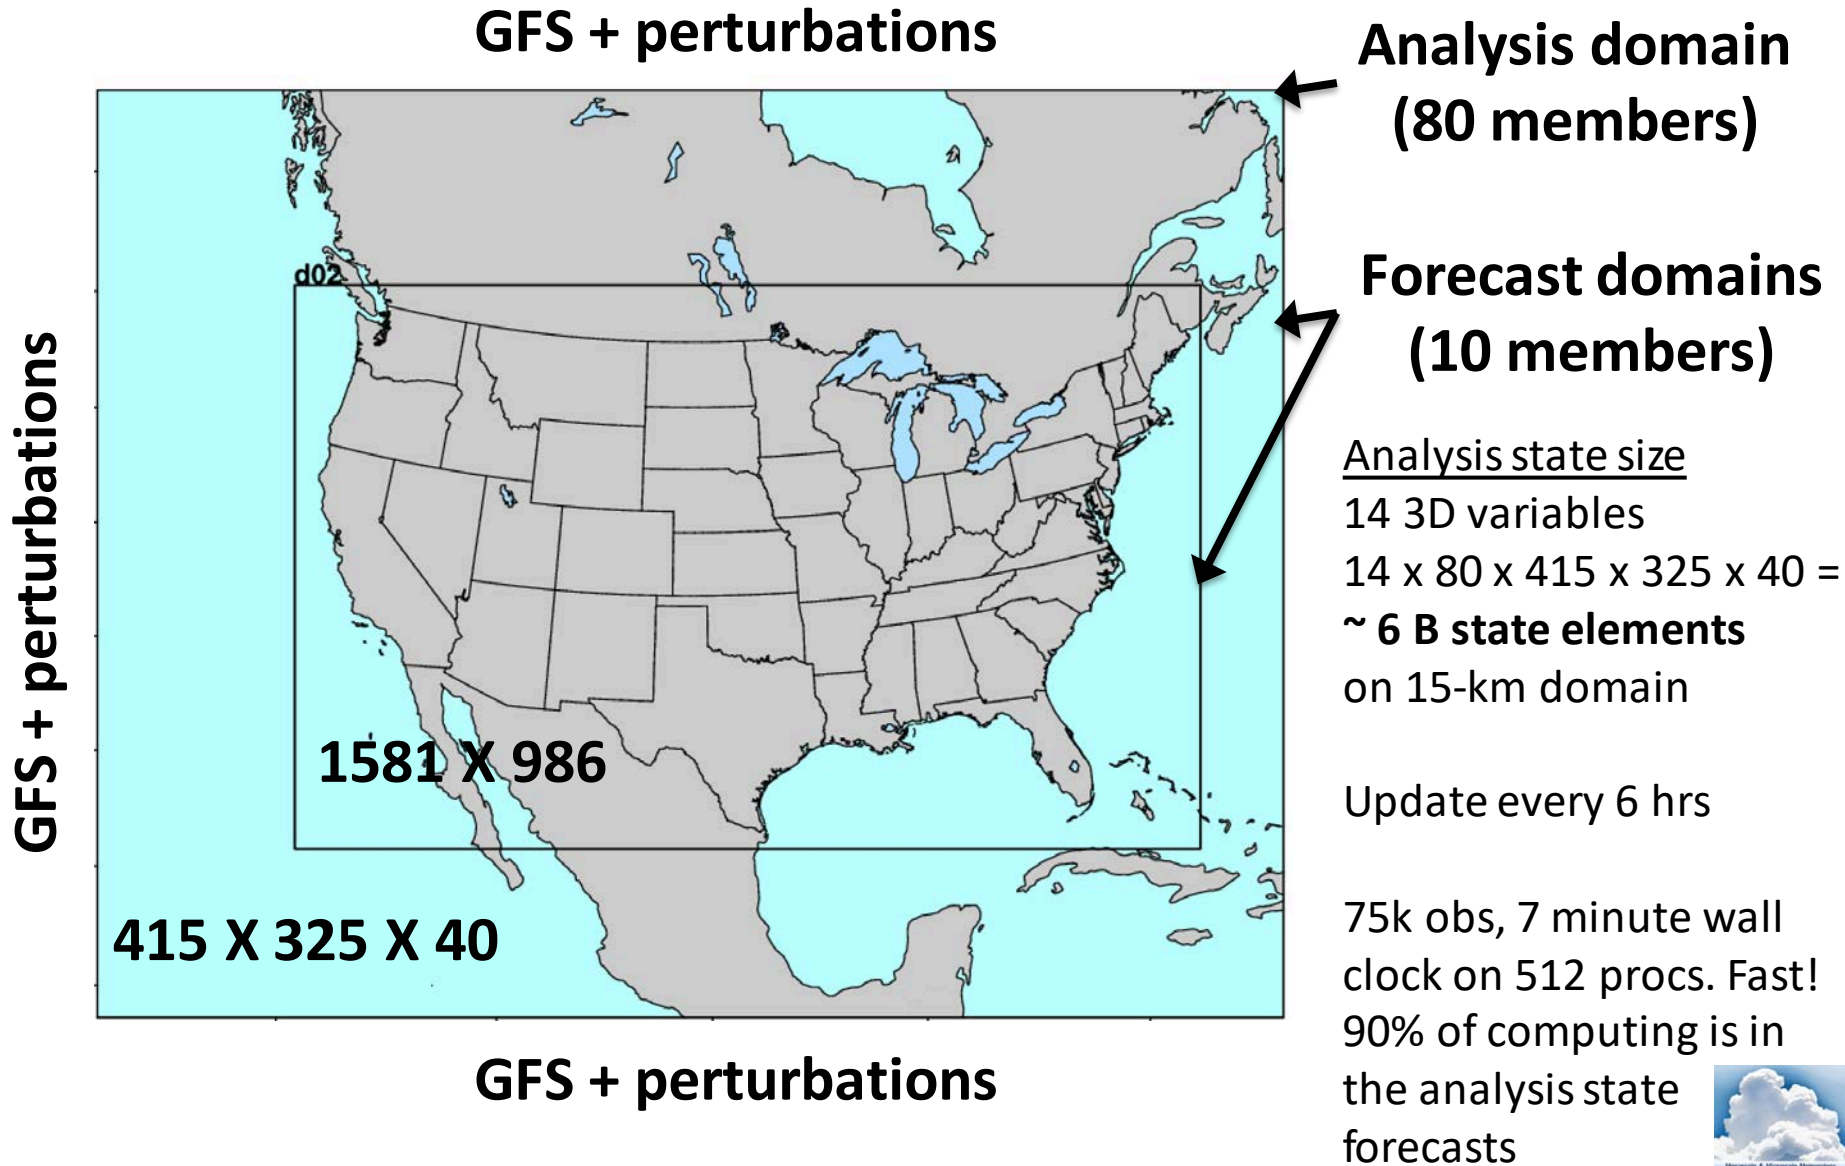 GFS + perturbations
Analysis domain
(80 members)
d02
Forecast domains
(10 members)
GFS + perturbations
Analysis state size
14 3D variables
14 x 80 x 415 x 325 x 40 =
~ 6 B state elements
on 15-km domain
1581 X 986
Update every 6 hrs
415 X 325 X 40
75k obs, 7 minute wall
clock on 512 procs. Fast!
90% of computing is in
the analysis state
forecasts
GFS + perturbations